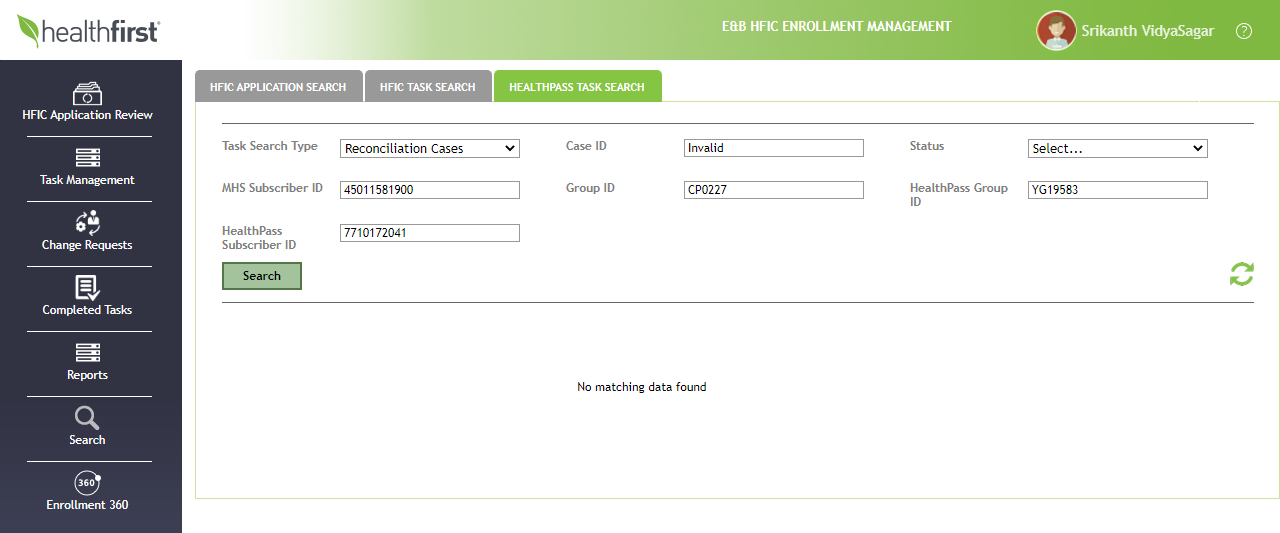 healthfirst®
E&B HFIC ENROLLMENT MANAGEMENT
Srikanth VidyaSagar
?
HFIC Application Review
Task Management
Change Requests
Completed Tasks
Reports
Search
360°
Enrollment 360
HFIC APPLICATION SEARCH
HFIC TASK SEARCH
HEALTHPASS TASK SEARCH
Task Search Type Reconciliation Cases Case ID Invalid Status Select...
MHS Subscriber ID 45011581900 Group ID CP0227 HealthPass Group ID YG19583
HealthPass Subscriber ID 7710172041
Search
No matching data found